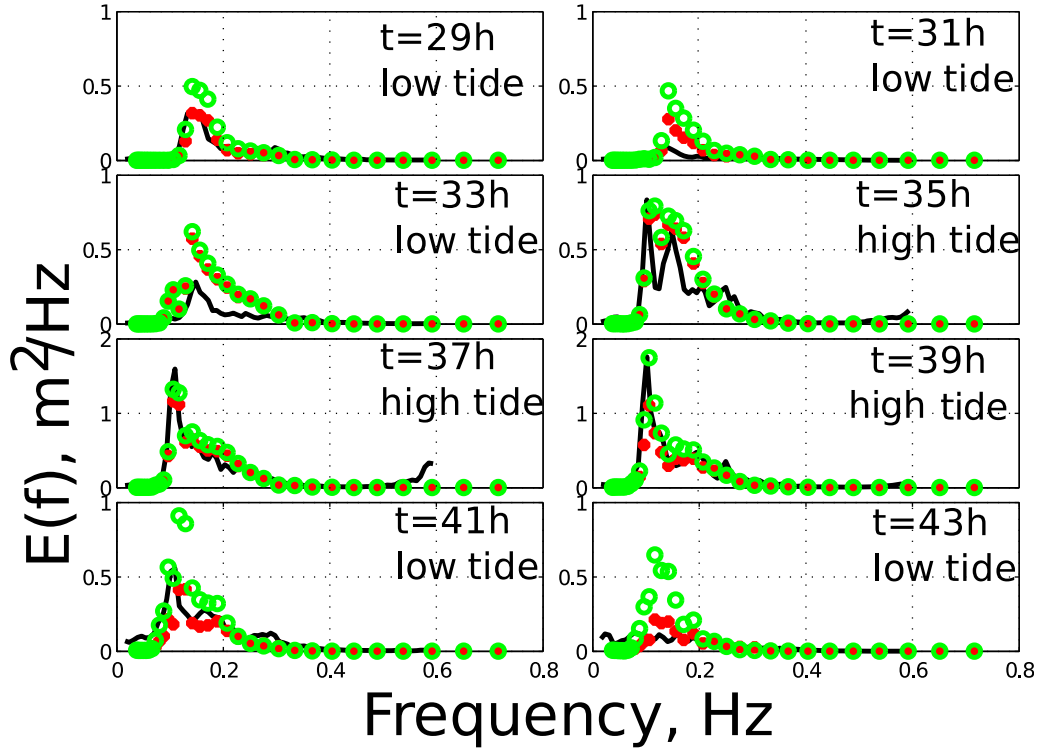 1
0.5
0
t=29h
low tide
1
0.5
0
t=31h
low tide
1
0.5
0
t=33h
low tide
1
0.5
0
t=35h
high tide
2
1
0
t=37h
high tide
2
1
0
t=39h
high tide
1
0.5
0
t=41h
low tide
1
0.5
0
t=43h
low tide
0 0.2 0.4 0.6 0.8
0 0.2 0.4 0.6 0.8
E(f), m²/Hz
Frequency, Hz